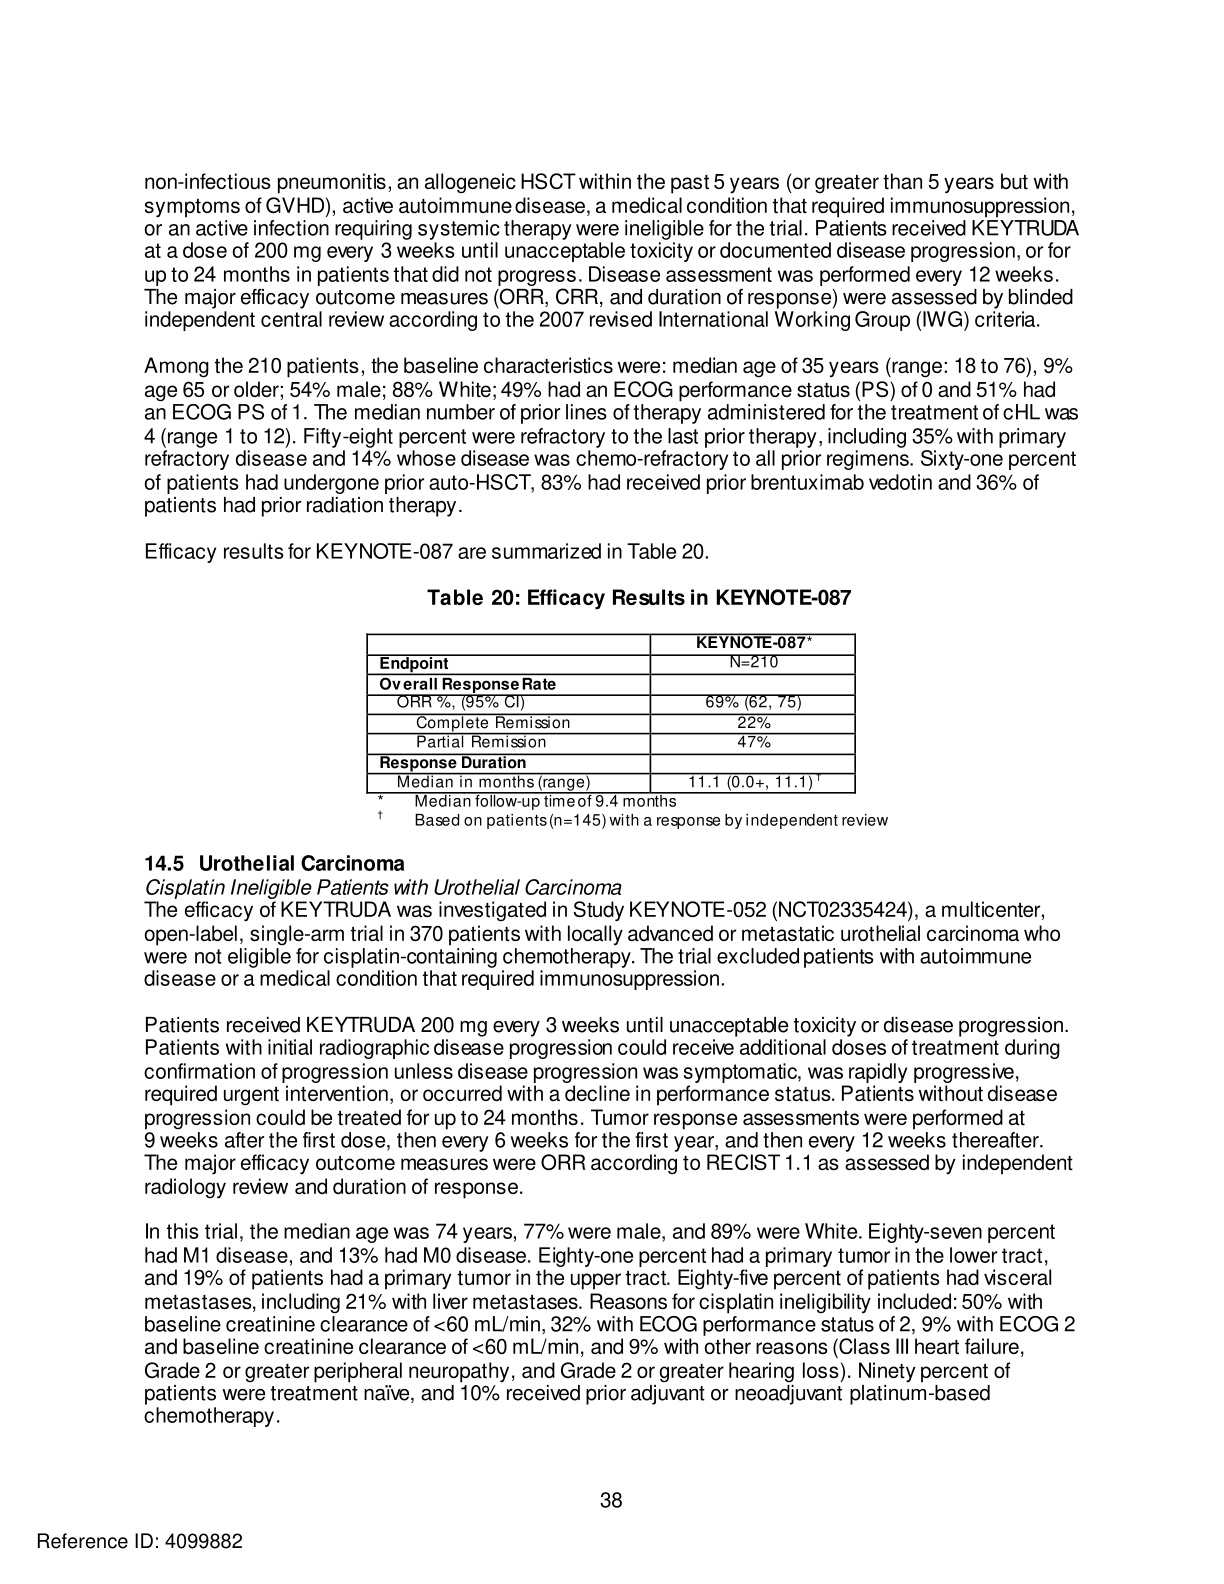 non-infectious pneumonitis, an allogeneic HSCT within the past 5 years (or greater than 5 years but with
symptoms of GVHD), active autoimmune disease, a medical condition that required immunosuppression,
or an active infection requiring systemic therapy were ineligible for the trial. Patients received KEYTRUDA
at a dose of 200 mg every 3 weeks until unacceptable toxicity or documented disease progression, or for
up to 24 months in patients that did not progress. Disease assessment was performed every 12 weeks.
The major efficacy outcome measures (ORR, CRR, and duration of response) were assessed by blinded
independent central review according to the 2007 revised International Working Group (IWG) criteria.
Among the 210 patients, the baseline characteristics were: median age of 35 years (range: 18 to 76), 9%
age 65 or older; 54% male; 88% White; 49% had an ECOG performance status (PS) of 0 and 51% had
an ECOG PS of 1. The median number of prior lines of therapy administered for the treatment of cHL was
4 (range 1 to 12). Fifty-eight percent were refractory to the last prior therapy, including 35% with primary
refractory disease and 14% whose disease was chemo-refractory to all prior regimens. Sixty-one percent
of patients had undergone prior auto-HSCT, 83% had received prior brentuximab vedotin and 36% of
patients had prior radiation therapy.
Efficacy results for KEYNOTE-087 are summarized in Table 20.
Table 20: Efficacy Results in KEYNOTE-087
KEYNOTE-087*
Endpoint N=210
Overall Response Rate
ORR %, (95% CI) 69% (62, 75)
Complete Remission 22%
Partial Remission 47%
Response Duration
Median in months (range) 11.1 (0.0+, 11.1)†
* Median follow-up time of 9.4 months
† Based on patients (n=145) with a response by independent review
14.5 Urothelial Carcinoma
Cisplatin Ineligible Patients with Urothelial Carcinoma
The efficacy of KEYTRUDA was investigated in Study KEYNOTE-052 (NCT02335424), a multicenter,
open-label, single-arm trial in 370 patients with locally advanced or metastatic urothelial carcinoma who
were not eligible for cisplatin-containing chemotherapy. The trial excluded patients with autoimmune
disease or a medical condition that required immunosuppression.
Patients received KEYTRUDA 200 mg every 3 weeks until unacceptable toxicity or disease progression.
Patients with initial radiographic disease progression could receive additional doses of treatment during
confirmation of progression unless disease progression was symptomatic, was rapidly progressive,
required urgent intervention, or occurred with a decline in performance status. Patients without disease
progression could be treated for up to 24 months. Tumor response assessments were performed at
9 weeks after the first dose, then every 6 weeks for the first year, and then every 12 weeks thereafter.
The major efficacy outcome measures were ORR according to RECIST 1.1 as assessed by independent
radiology review and duration of response.
In this trial, the median age was 74 years, 77% were male, and 89% were White. Eighty-seven percent
had M1 disease, and 13% had M0 disease. Eighty-one percent had a primary tumor in the lower tract,
and 19% of patients had a primary tumor in the upper tract. Eighty-five percent of patients had visceral
metastases, including 21% with liver metastases. Reasons for cisplatin ineligibility included: 50% with
baseline creatinine clearance of <60 mL/min, 32% with ECOG performance status of 2, 9% with ECOG 2
and baseline creatinine clearance of <60 mL/min, and 9% with other reasons (Class III heart failure,
Grade 2 or greater peripheral neuropathy, and Grade 2 or greater hearing loss). Ninety percent of
patients were treatment naïve, and 10% received prior adjuvant or neoadjuvant platinum-based
chemotherapy.
38
Reference ID: 4099882